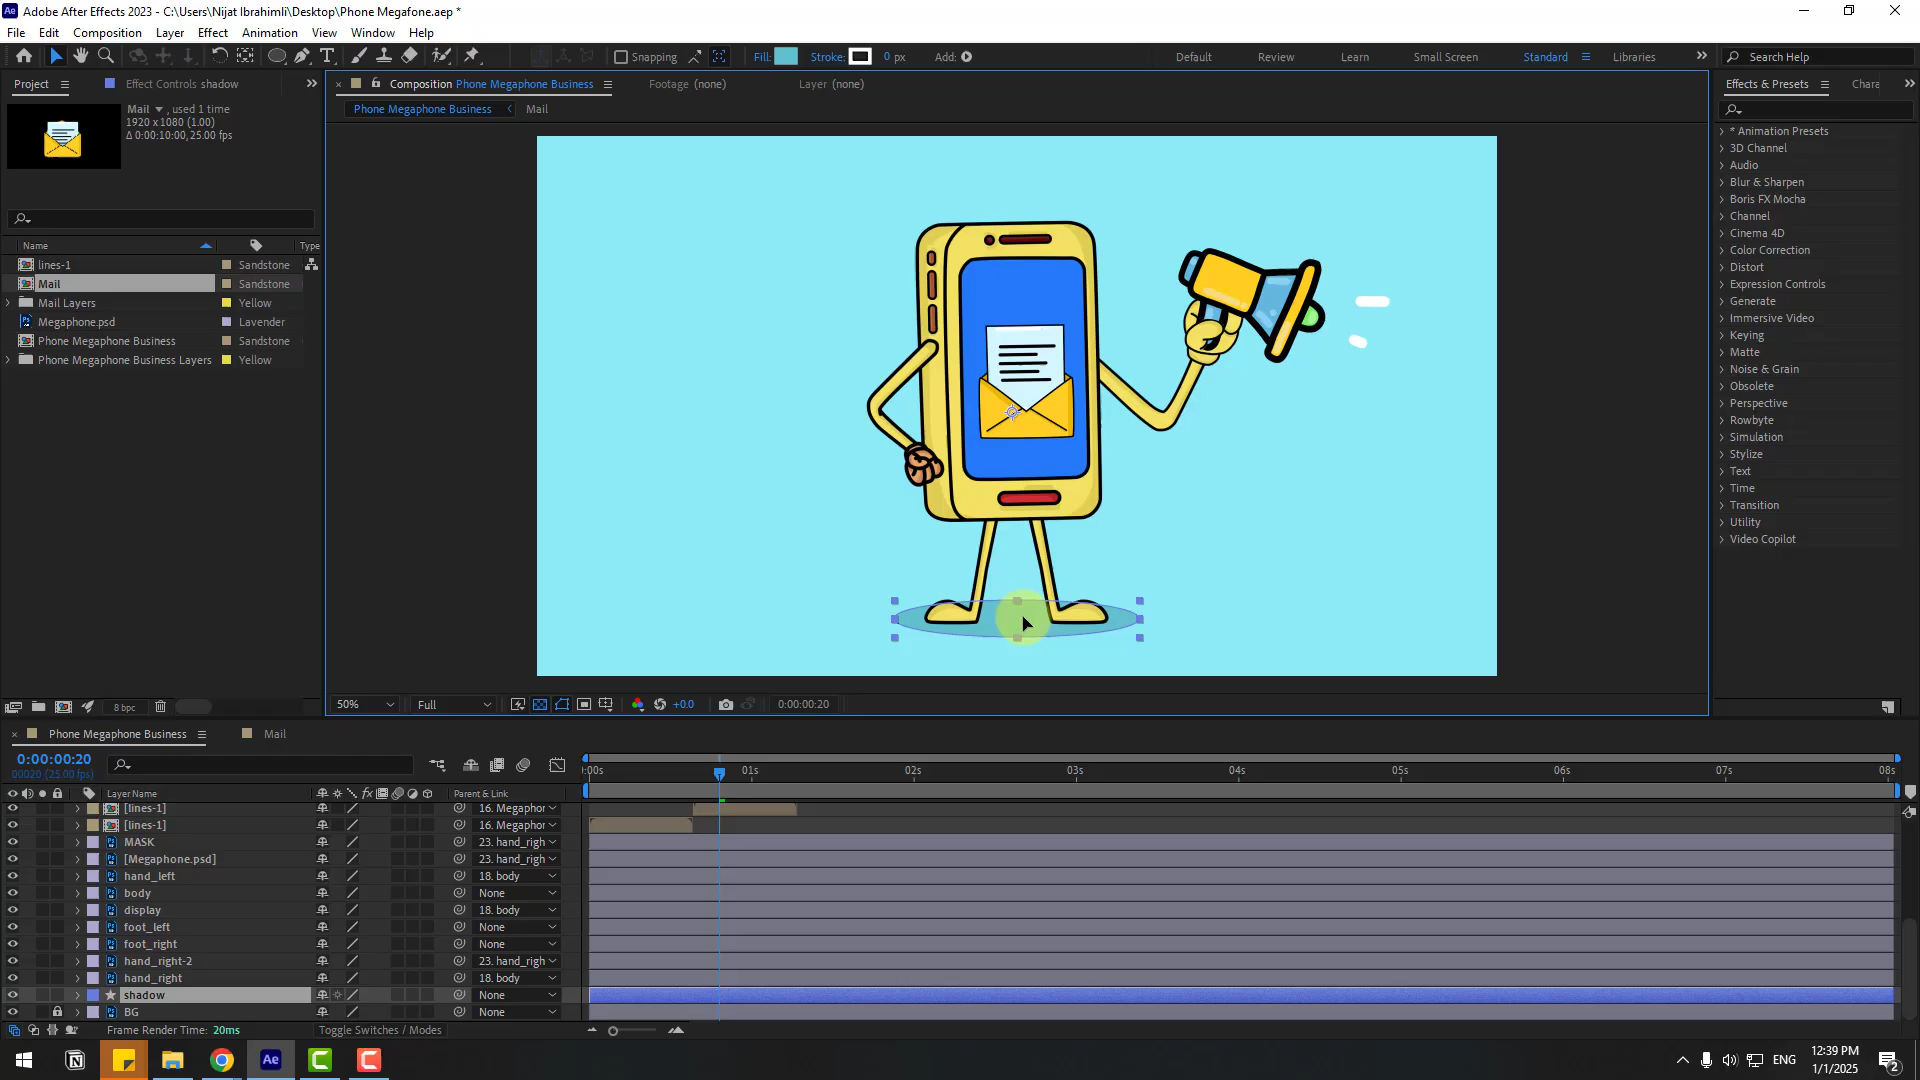 Adobe After Effects 2023 - C:\Users\Nijat Ibrahimli\Desktop\Phone Megafone.aep *
File Edit Composition Layer Effect Animation View Window Help
Snapping Fill: Stroke: 0 px Add: Default Review Learn Small Screen Standard Libraries Search Help
Project Effect Controls shadow
Composition Phone Megaphone Business Footage (none) Layer (none)
Phone Megaphone Business Mail
Mail , used 1 time
1920 x 1080 (1.00)
Δ 0:00:10:00, 25.00 fps
Name Type
lines-1 Sandstone
Mail Sandstone
Mail Layers Yellow
Megaphone.psd Lavender
Phone Megaphone Business Sandstone
Phone Megaphone Business Layers Yellow
8 bpc
Effects & Presets Chara
* Animation Presets
3D Channel
Audio
Blur & Sharpen
Boris FX Mocha
Channel
Cinema 4D
Color Correction
Distort
Expression Controls
Generate
Immersive Video
Keying
Matte
Noise & Grain
Obsolete
Perspective
Rowbyte
Simulation
Stylize
Text
Time
Transition
Utility
Video Copilot
50% Full +0.0 0:00:00:20
Phone Megaphone Business Mail
0:00:00:20
00020 (25.00 fps)
:00s 01s 02s 03s 04s 05s 06s 07s 08s
Layer Name fx Parent & Link
[lines-1] 16. Megaphor
[lines-1] 16. Megaphor
MASK 23. hand_righ
[Megaphone.psd] 23. hand_righ
hand_left 18. body
body None
display 18. body
foot_left None
foot_right None
hand_right-2 23. hand_righ
hand_right 18. body
shadow None
BG None
Frame Render Time: 20ms Toggle Switches / Modes
Ae
ENG
12:39 PM
1/1/2025
2